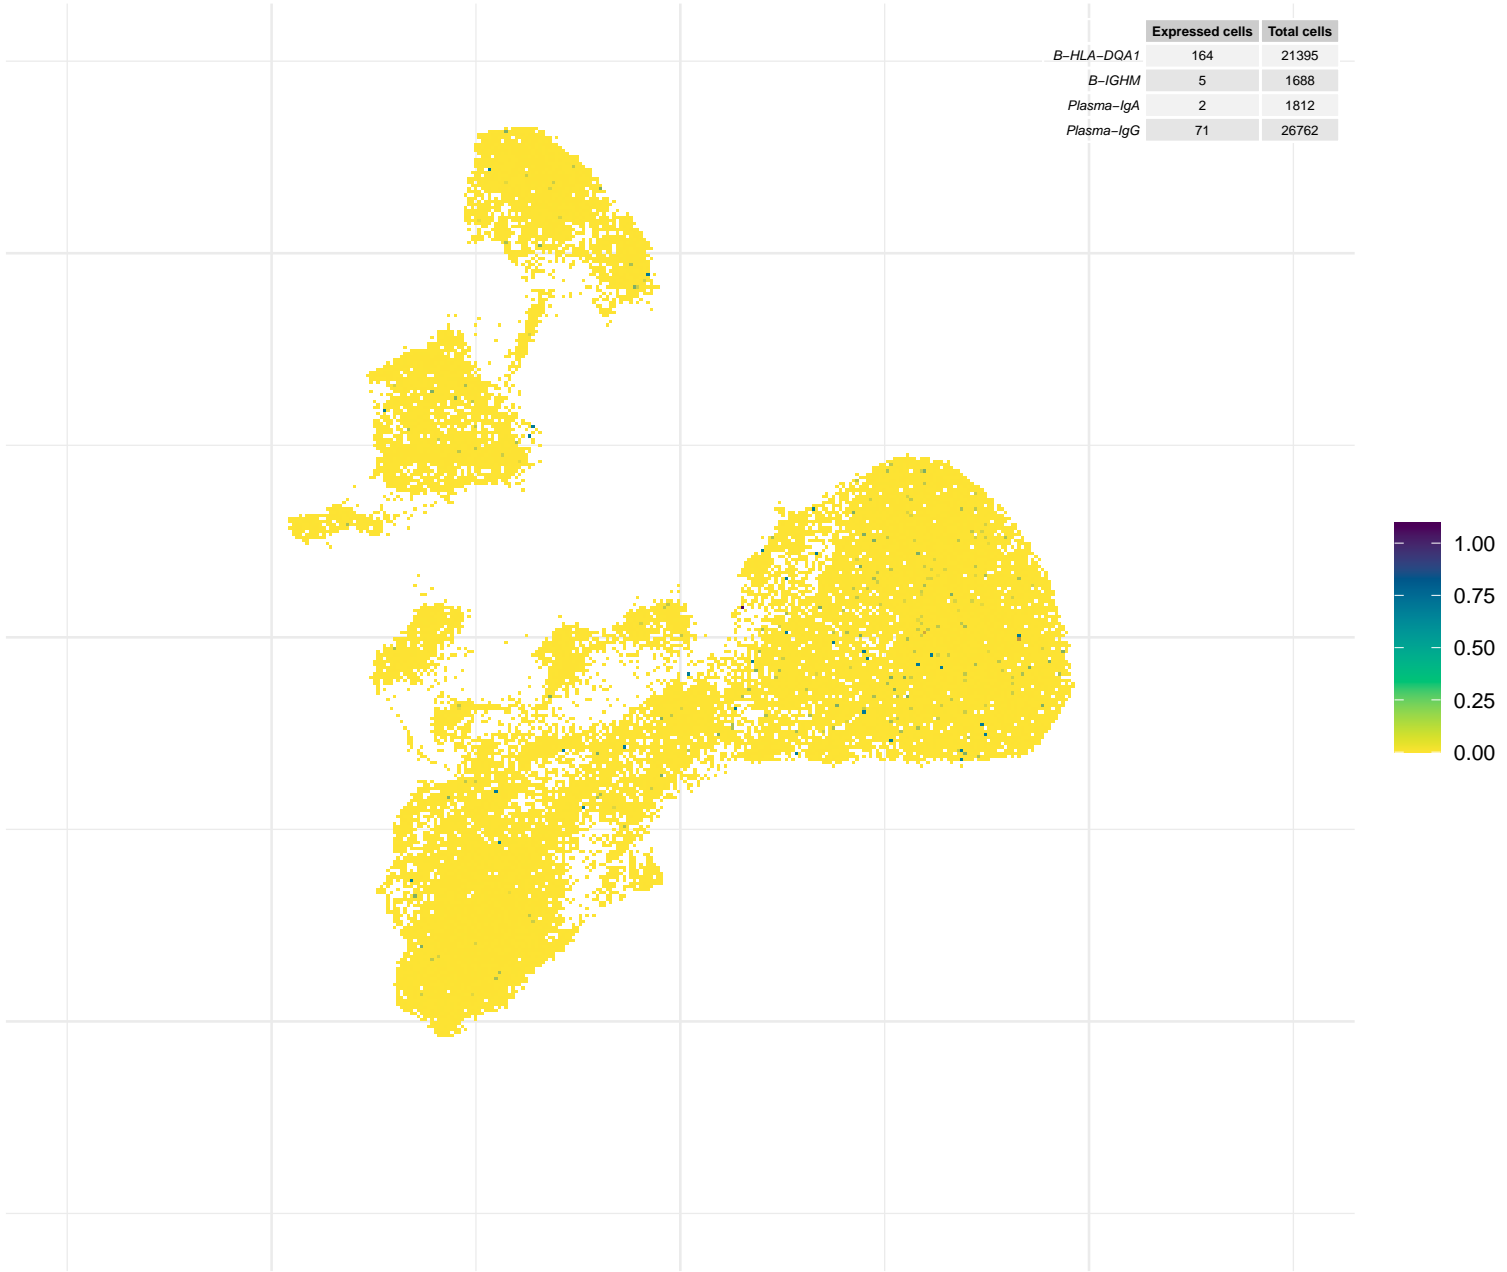 Expressed cells Total cells
B−HLA−DQA1 164 21395
B−IGHM 5 1688
Plasma−IgA 2 1812
Plasma−IgG 71 26762
1.00
0.75
0.50
0.25
0.00